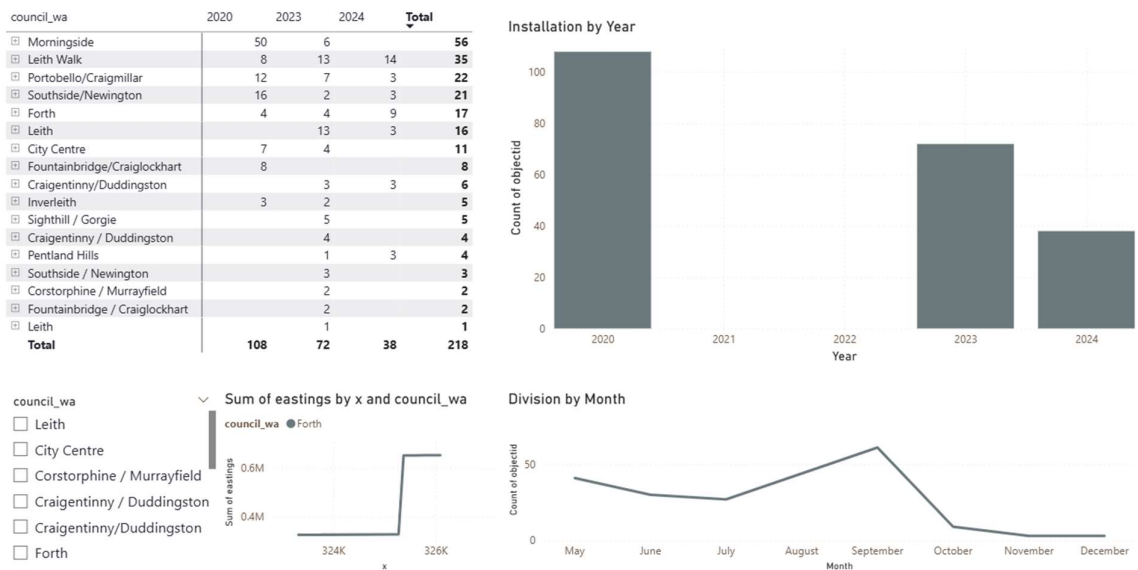 council_wa 2020 2023 2024 Total
Morningside 50 6 56
Leith Walk 8 13 14 35
Portobello/Craigmillar 12 7 3 22
Southside/Newington 16 2 3 21
Forth 4 4 9 17
Leith 13 3 16
City Centre 7 4 11
Fountainbridge/Craiglockhart 8 8
Craigentinny/Duddingston 3 3 6
Inverleith 3 2 5
Sighthill / Gorgie 5 5
Craigentinny / Duddingston 4 4
Pentland Hills 1 3 4
Southside / Newington 3 3
Corstorphine / Murrayfield 2 2
Fountainbridge / Craiglockhart 2 2
Leith 1 1
Total 108 72 38 218
Installation by Year
Count of objectid
100
80
60
40
20
0
2020 2021 2022 2023 2024
Year
council_wa
Leith
City Centre
Corstorphine / Murrayfield
Craigentinny / Duddingston
Craigentinny/Duddingston
Forth
Sum of eastings by x and council_wa
council_wa Forth
Sum of eastings
0.6M
0.4M
324K 326K
x
Division by Month
Count of objectid
50
0
May June July August September October November December
Month